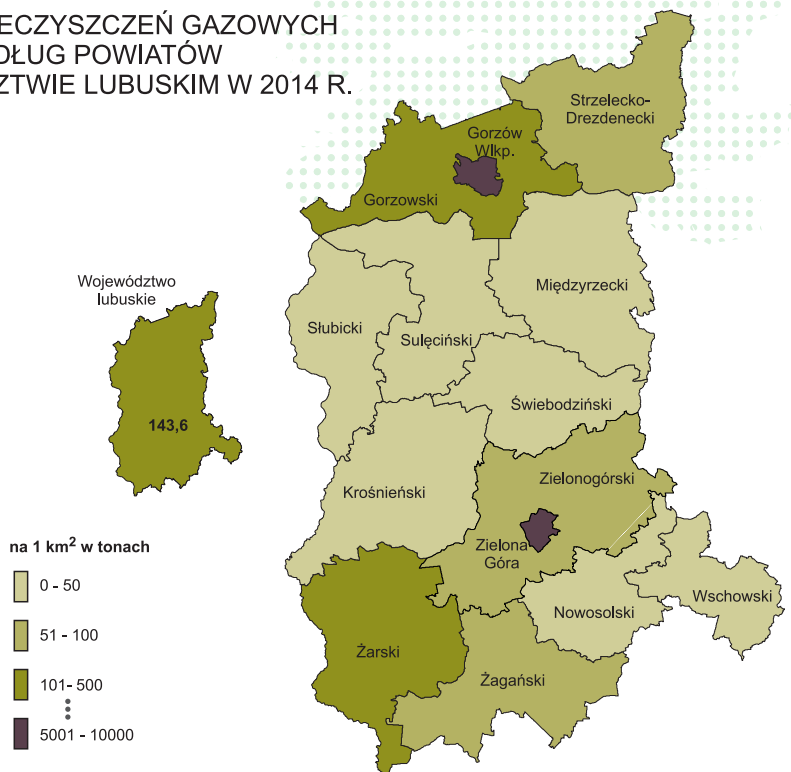 ECZYSZCZEŃ GAZOWYCH
DŁUG POWIATÓW
ZTWIE LUBUSKIM W 2014 R.
Strzelecko-
Drezdenecki
Gorzów
Wlkp.
Gorzowski
Międzyrzecki
Słubicki
Sulęciński
Świebodziński
Województwo
lubuskie
143,6
Krośnieński
Zielonogórski
Zielona
Góra
Nowosolski
Wschowski
Żarski
Żagański
na 1 km² w tonach
0 - 50
51 - 100
101- 500
5001 - 10000